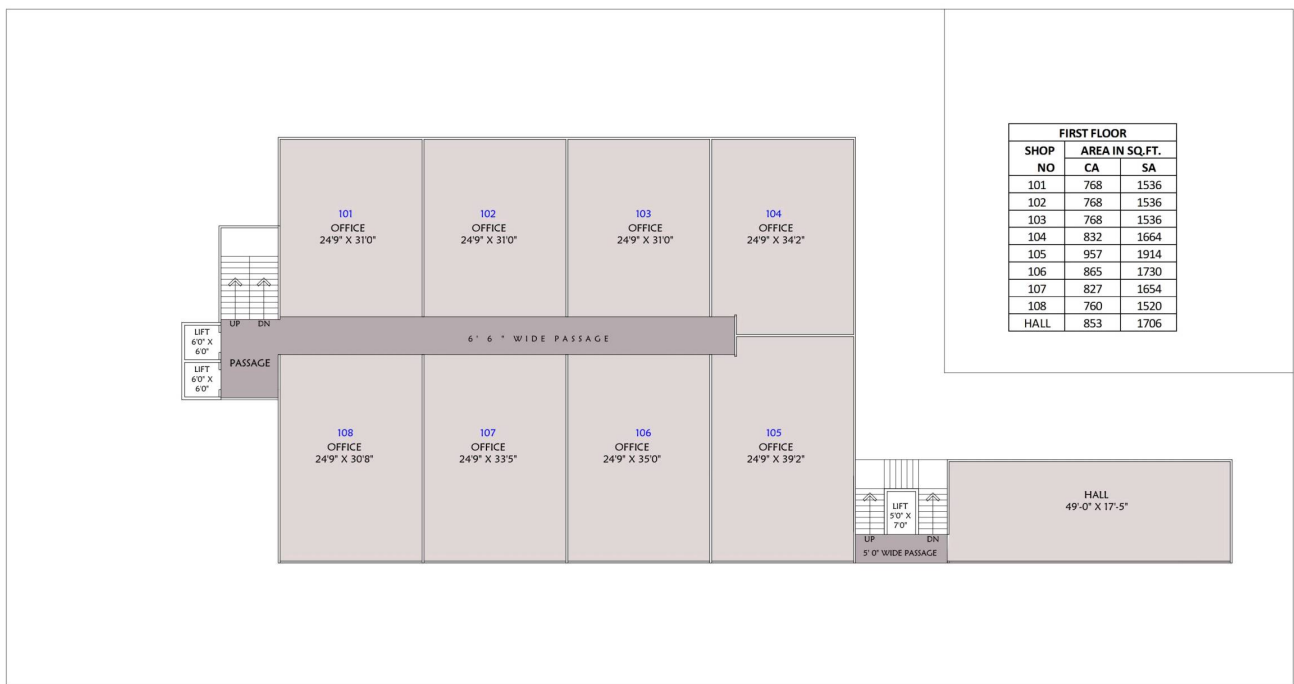 FIRST FLOOR
SHOP NO AREA IN SQ.FT.
CA SA
101 768 1536
102 768 1536
103 768 1536
104 832 1664
105 957 1914
106 865 1730
107 827 1654
108 760 1520
HALL 853 1706
101
OFFICE
24'9" X 31'0"
102
OFFICE
24'9" X 31'0"
103
OFFICE
24'9" X 31'0"
104
OFFICE
24'9" X 34'2"
UP DN
LIFT
6'0" X
6'0"
PASSAGE
LIFT
6'0" X
6'0"
6' 6 " WIDE PASSAGE
108
OFFICE
24'9" X 30'8"
107
OFFICE
24'9" X 33'5"
106
OFFICE
24'9" X 35'0"
105
OFFICE
24'9" X 39'2"
LIFT
5'0" X
7'0"
UP DN
5' 0" WIDE PASSAGE
HALL
49'-0" X 17'-5"